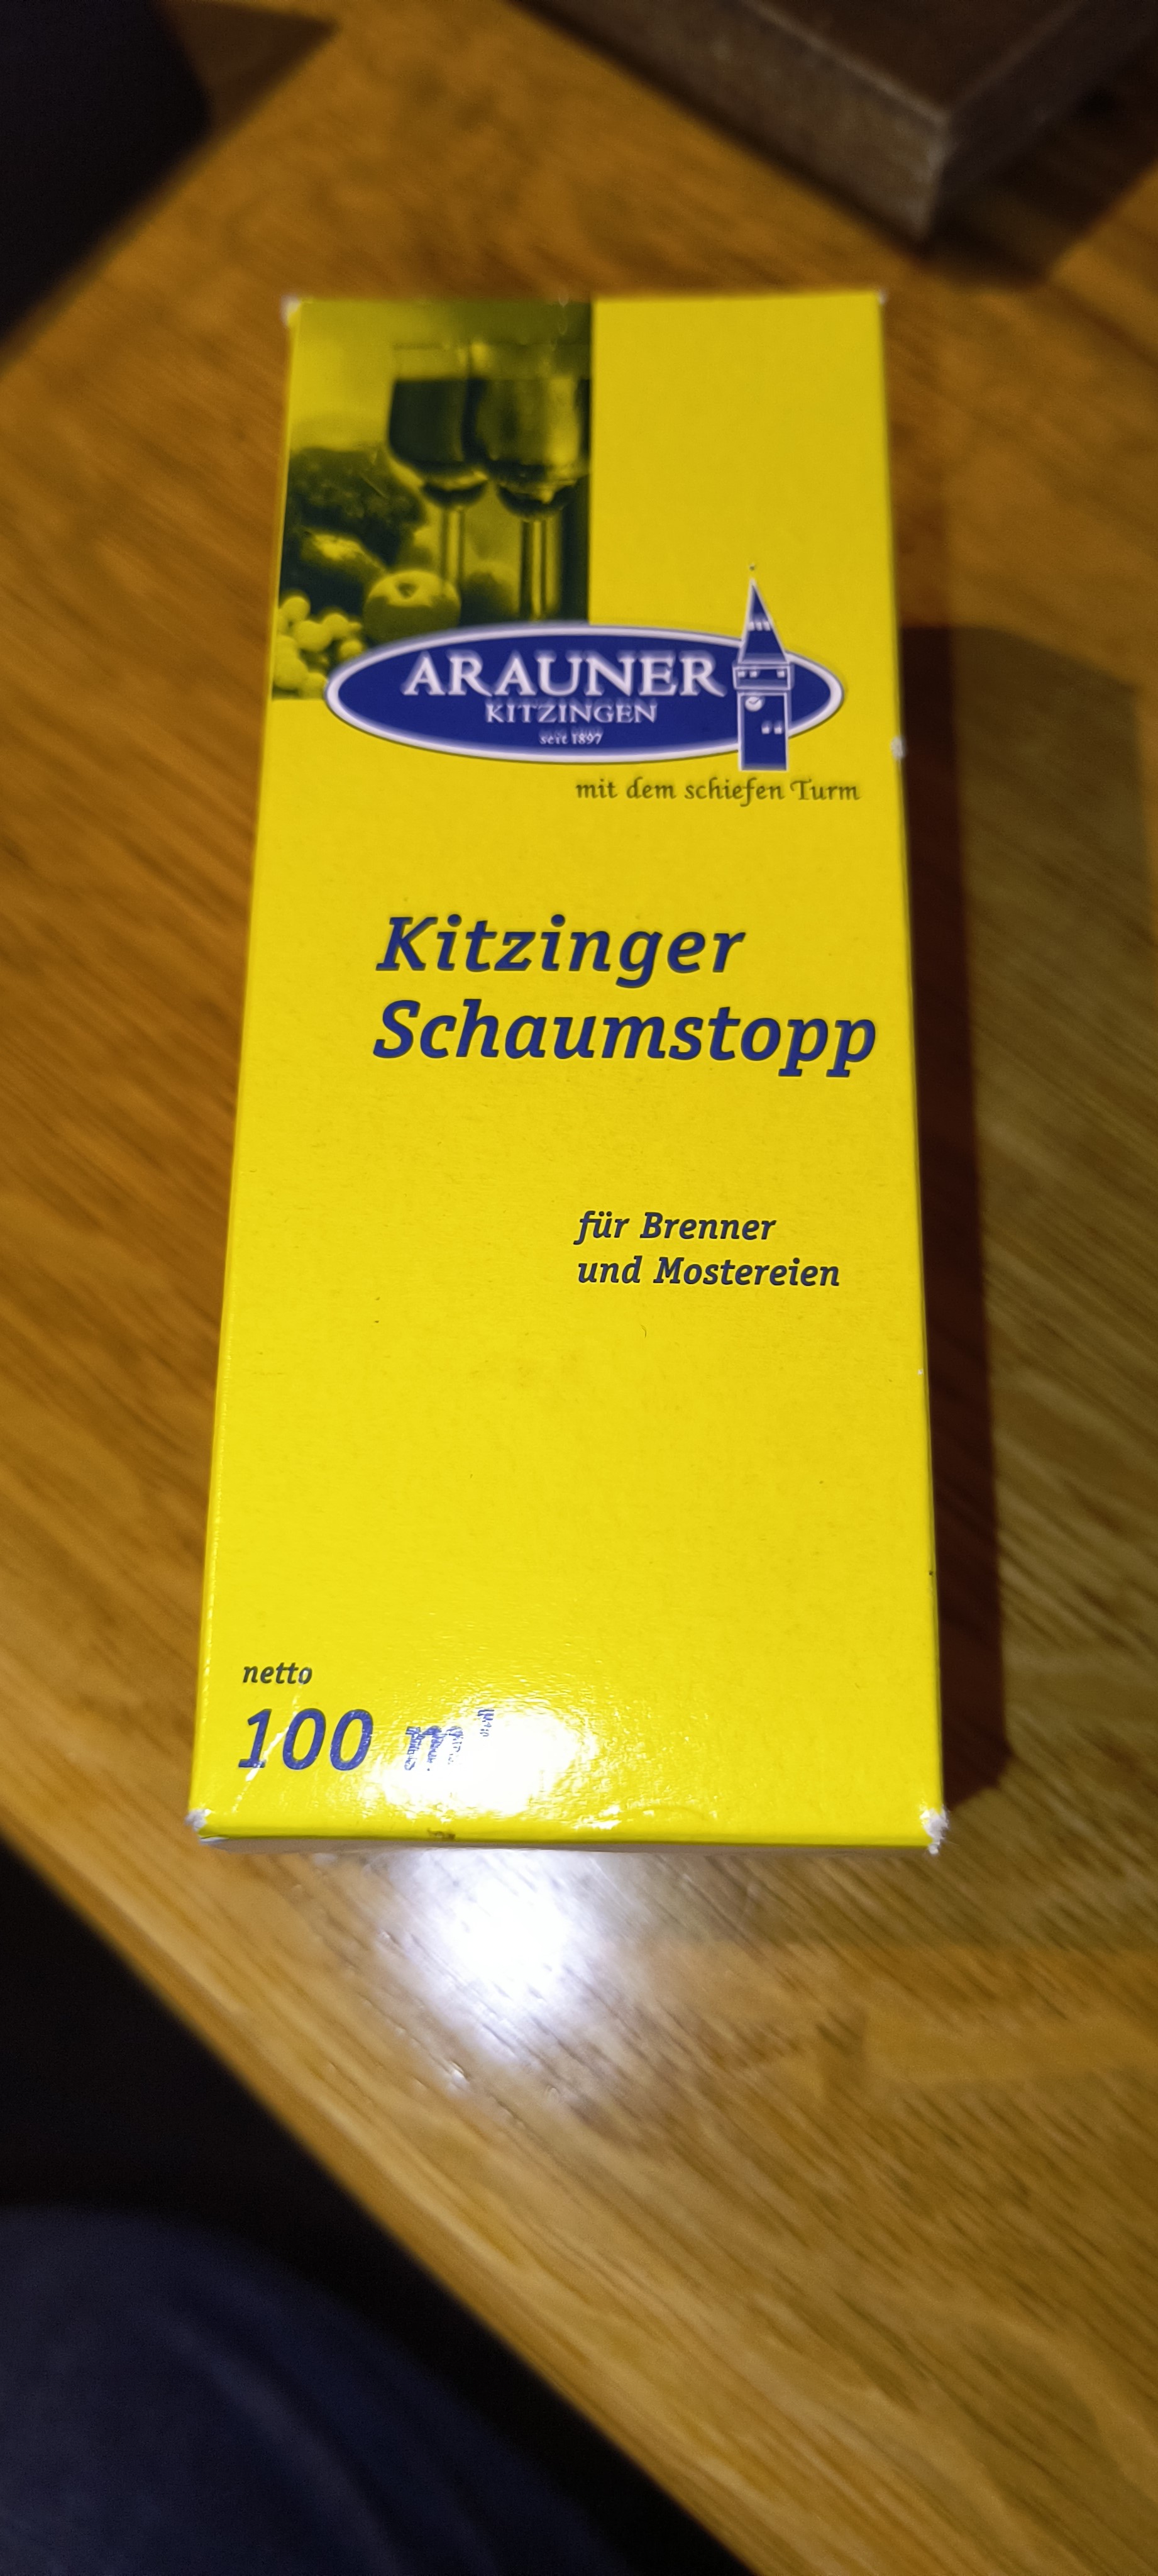 ARAUNER
KITZINGEN
seit 1897
mit dem schiefen Turm
Kitzinger
Schaumstopp
für Brenner
und Mostereien
netto
100